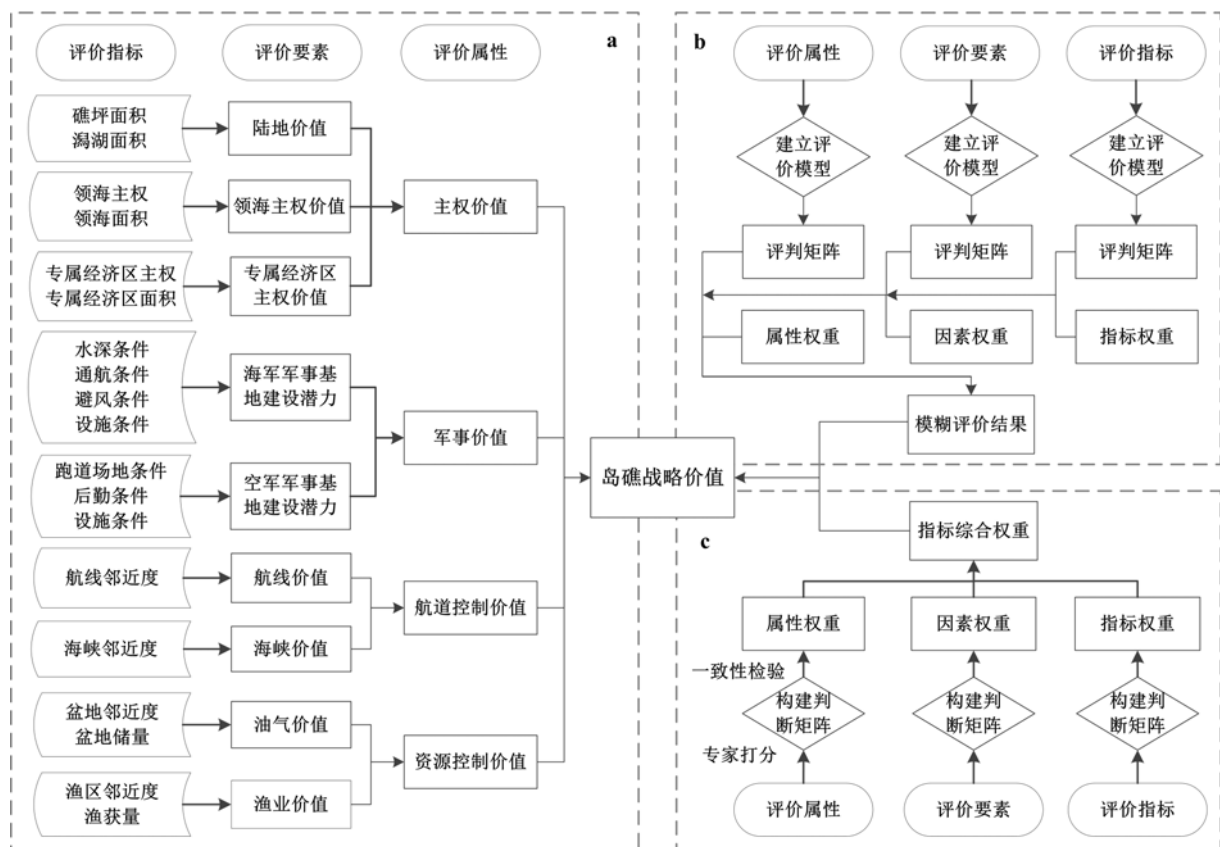 评价指标
评价要素
评价属性
a
礁坪面积
潟湖面积
陆地价值
领海主权
领海面积
领海主权价值
主权价值
专属经济区主权
专属经济区面积
专属经济区
主权价值
水深条件
通航条件
避风条件
设施条件
海军军事基
地建设潜力
军事价值
跑道场地条件
后勤条件
设施条件
空军军事基
地建设潜力
航线邻近度
航线价值
航道控制价值
海峡邻近度
海峡价值
盆地邻近度
盆地储量
油气价值
资源控制价值
渔区邻近度
渔获量
渔业价值
岛礁战略价值
b
评价属性
评价要素
评价指标
建立评
价模型
建立评
价模型
建立评
价模型
评判矩阵
评判矩阵
评判矩阵
属性权重
因素权重
指标权重
模糊评价结果
c
指标综合权重
属性权重
因素权重
指标权重
一致性检验
构建判
断矩阵
构建判
断矩阵
构建判
断矩阵
专家打分
评价属性
评价要素
评价指标